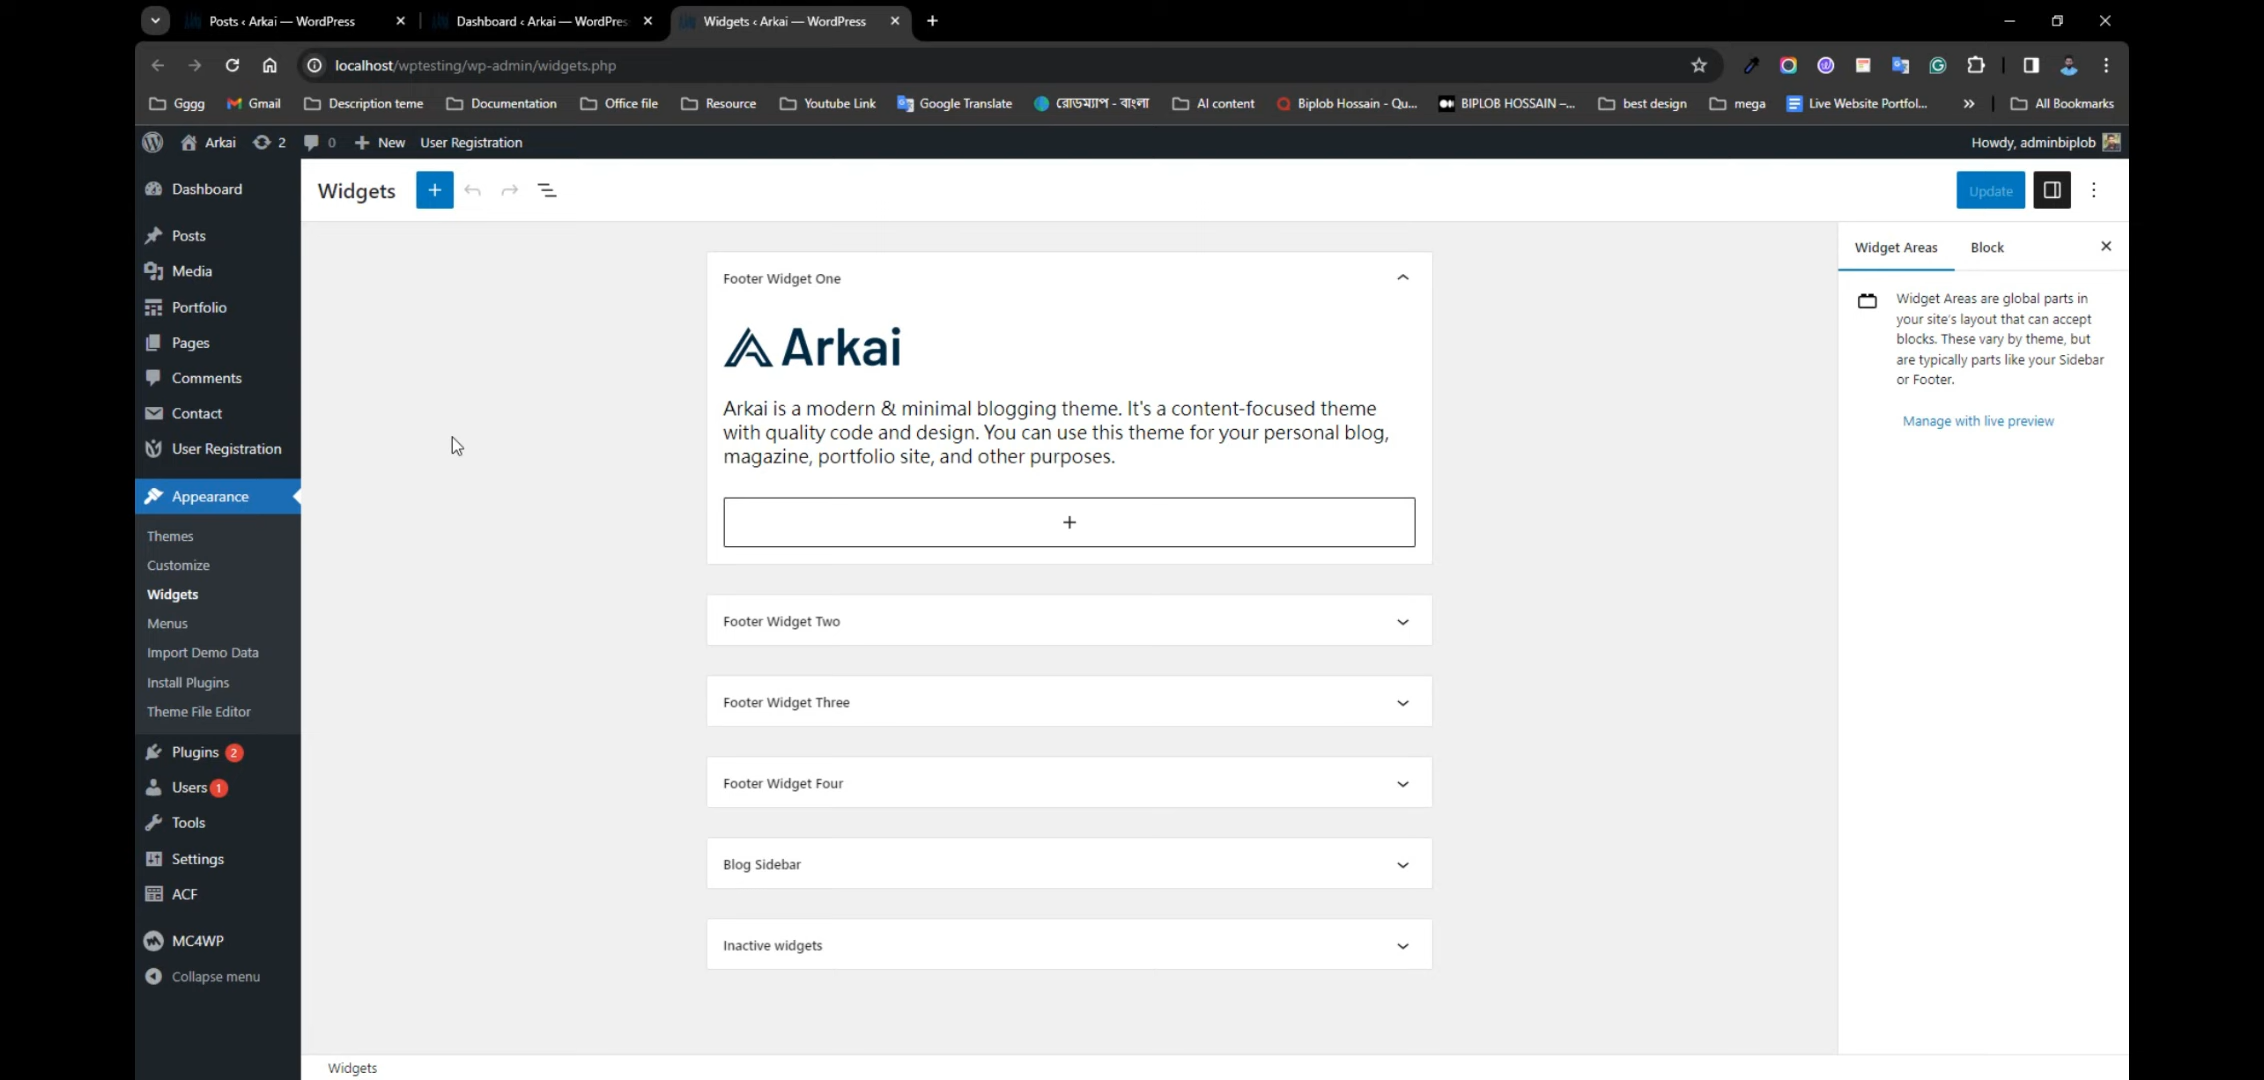 Posts ‹ Arkai — WordPress
Dashboard ‹ Arkai — WordPres
Widgets ‹ Arkai — WordPress
localhost/wptesting/wp-admin/widgets.php
Gggg
Gmail
Description teme
Documentation
Office file
Resource
Youtube Link
Google Translate
রোডম্যাপ - বাংলা
AI content
Biplob Hossain - Qu...
BIPLOB HOSSAIN –...
best design
mega
Live Website Portfol...
»
All Bookmarks
Arkai
2
0
New
User Registration
Howdy, adminbiplob
Dashboard
Posts
Media
Portfolio
Pages
Comments
Contact
User Registration
Appearance
Themes
Customize
Widgets
Menus
Import Demo Data
Install Plugins
Theme File Editor
Plugins 2
Users 1
Tools
Settings
ACF
MC4WP
Collapse menu
Widgets
Update
Footer Widget One
Arkai
Arkai is a modern & minimal blogging theme. It's a content-focused theme
with quality code and design. You can use this theme for your personal blog,
magazine, portfolio site, and other purposes.
Footer Widget Two
Footer Widget Three
Footer Widget Four
Blog Sidebar
Inactive widgets
Widget Areas
Block
Widget Areas are global parts in
your site's layout that can accept
blocks. These vary by theme, but
are typically parts like your Sidebar
or Footer.
Manage with live preview
Widgets